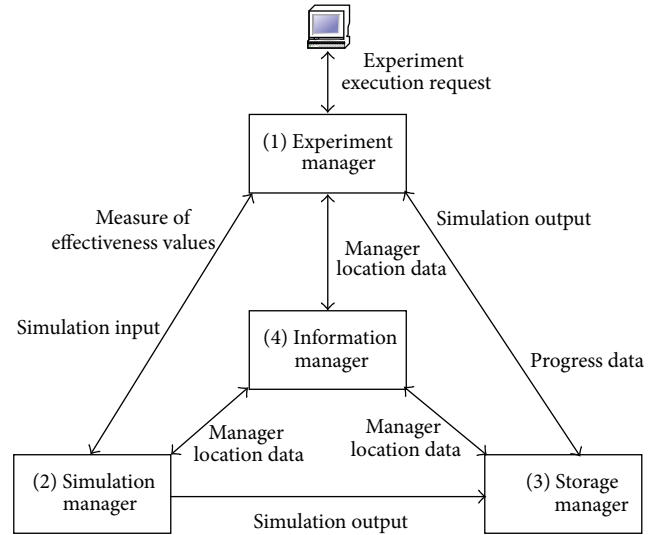 Experiment
execution request
(1) Experiment
manager
Measure of
effectiveness values
Simulation output
Manager
location data
Simulation input
(4) Information
manager
Progress data
Manager
location data
Manager
location data
(2) Simulation
manager
(3) Storage
manager
Simulation output